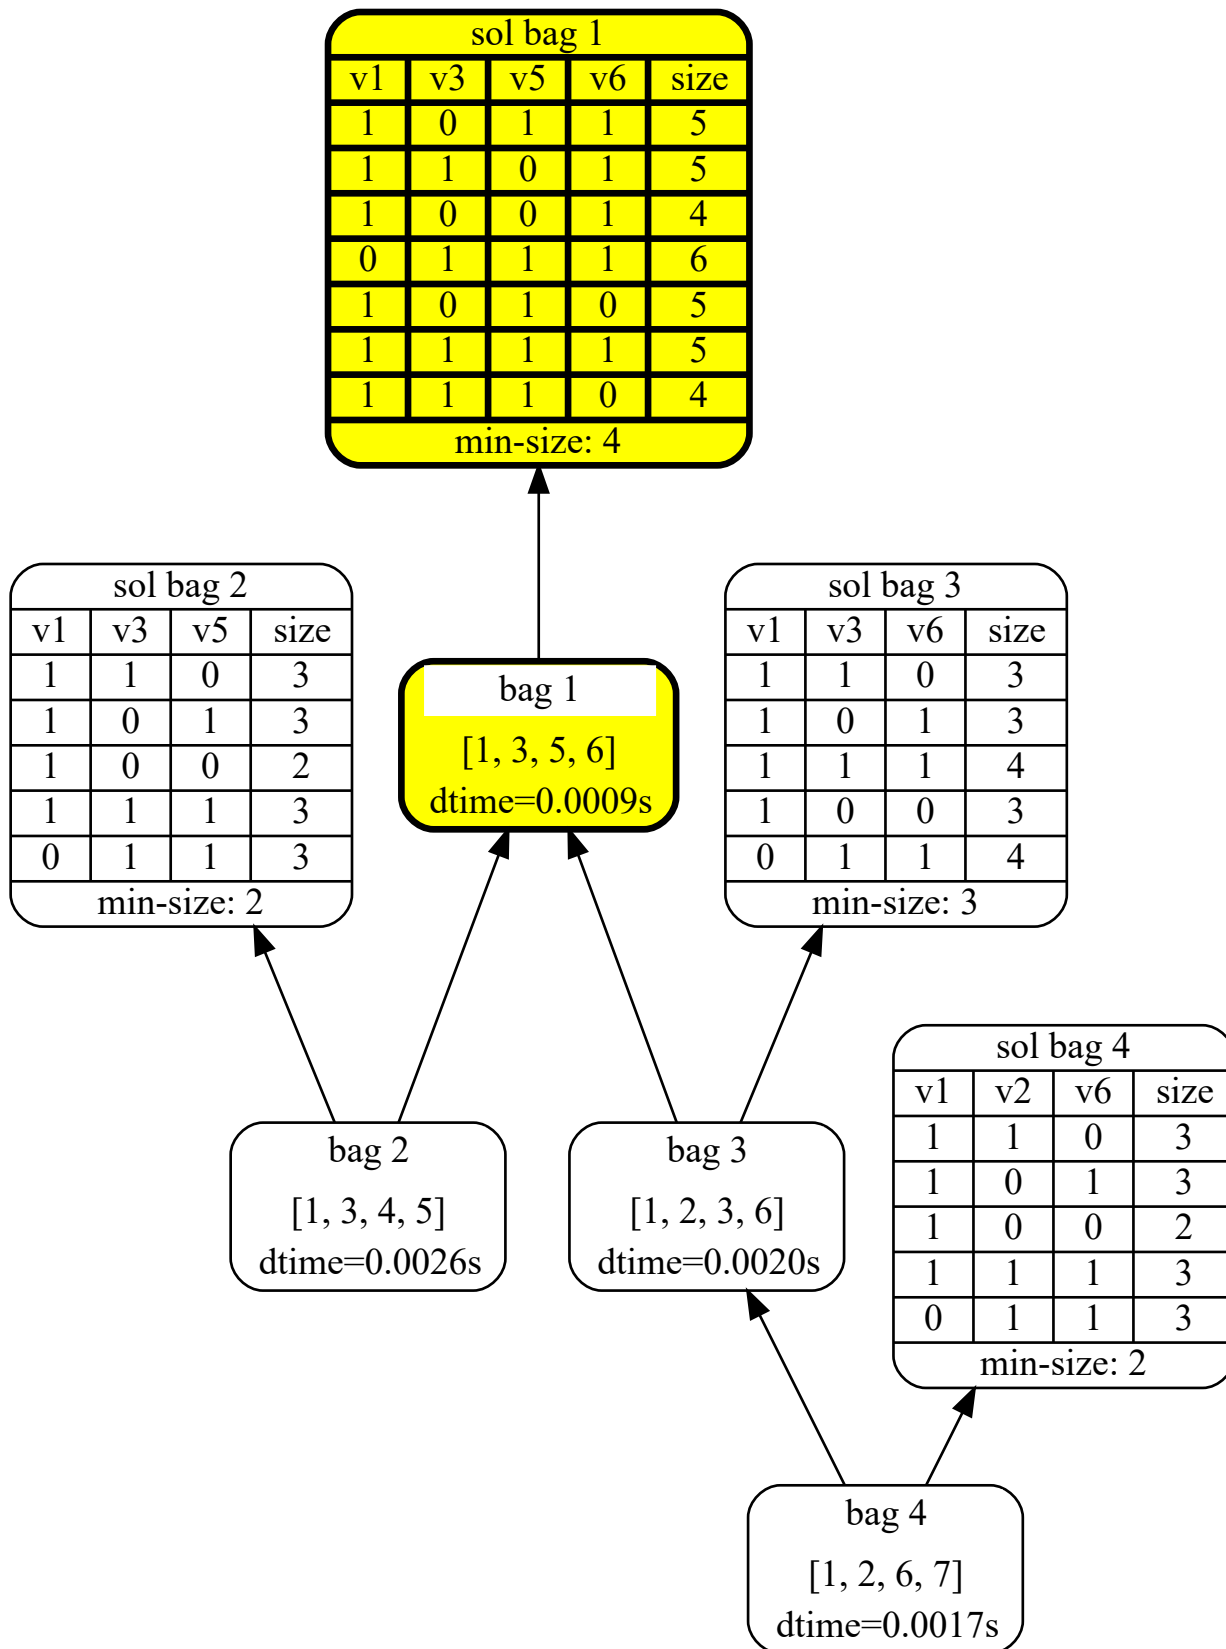 sol bag 1
v1 v3 v5 v6 size
1 0 1 1 5
1 1 0 1 5
1 0 0 1 4
0 1 1 1 6
1 0 1 0 5
1 1 1 1 5
1 1 1 0 4
min-size: 4
sol bag 2
v1 v3 v5 size
1 1 0 3
1 0 1 3
1 0 0 2
1 1 1 3
0 1 1 3
min-size: 2
bag 1
[1, 3, 5, 6]
dtime=0.0009s
sol bag 3
v1 v3 v6 size
1 1 0 3
1 0 1 3
1 1 1 4
1 0 0 3
0 1 1 4
min-size: 3
bag 2
[1, 3, 4, 5]
dtime=0.0026s
bag 3
[1, 2, 3, 6]
dtime=0.0020s
sol bag 4
v1 v2 v6 size
1 1 0 3
1 0 1 3
1 0 0 2
1 1 1 3
0 1 1 3
min-size: 2
bag 4
[1, 2, 6, 7]
dtime=0.0017s